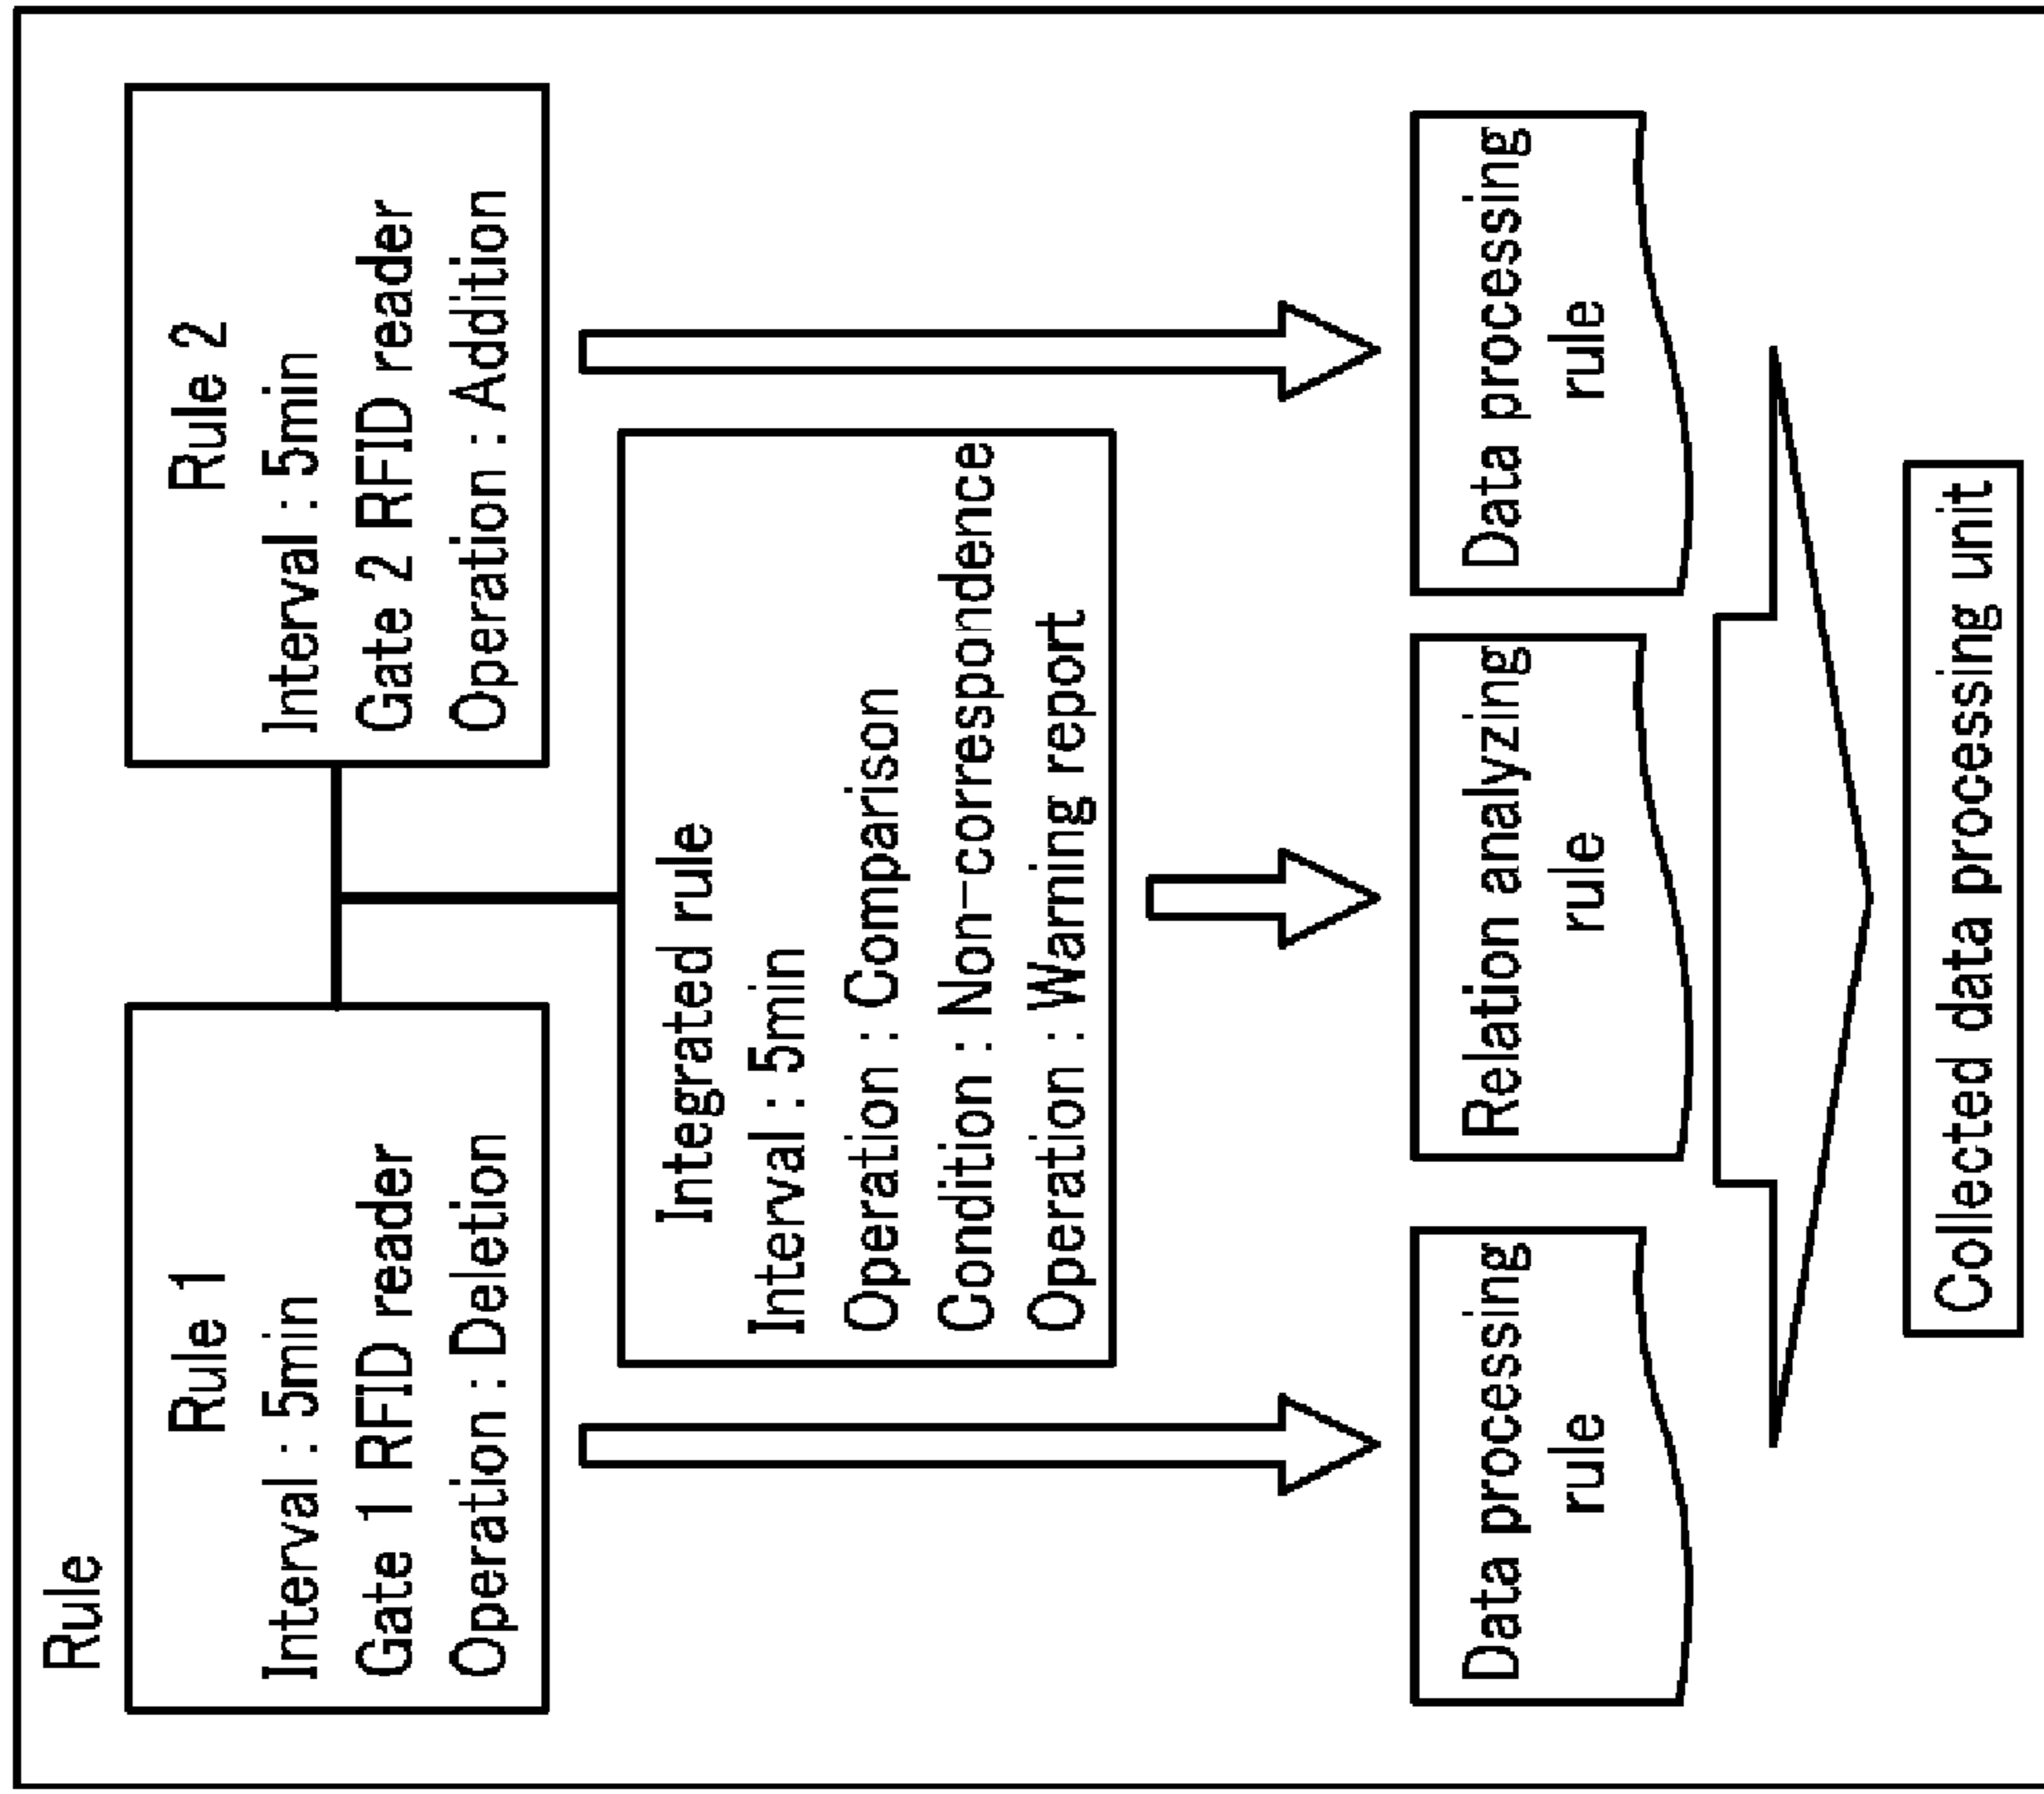 Rule
Rule 1
Interval : 5min
Gate 1 RFID reader
Operation : Deletion
Rule 2
Interval : 5min
Gate 2 RFID reader
Operation : Addition
Integrated rule
Interval : 5min
Operation : Comparison
Condition : Non-correspondence
Operation : Warning report
Data processing
rule
Relation analyzing
rule
Data processing
rule
Collected data processing unit